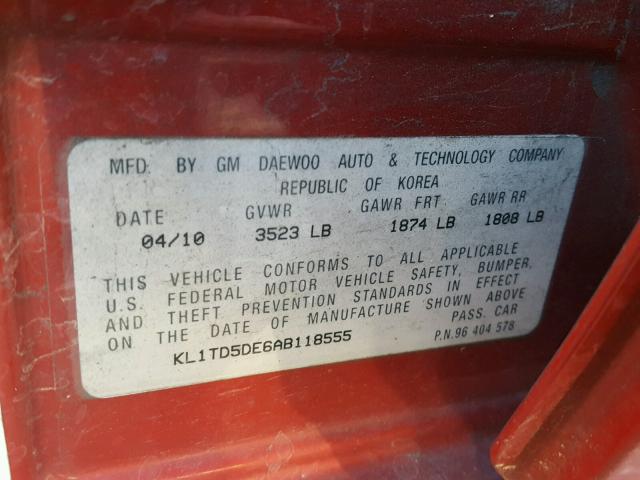 MFD. BY GM DAEWOO AUTO & TECHNOLOGY COMPANY
REPUBLIC OF KOREA
DATE GVWR GAWR FRT GAWR RR
04/10 3523 LB 1874 LB 1808 LB
THIS VEHICLE CONFORMS TO ALL APPLICABLE
U.S. FEDERAL MOTOR VEHICLE SAFETY, BUMPER,
AND THEFT PREVENTION STANDARDS IN EFFECT
ON THE DATE OF MANUFACTURE SHOWN ABOVE
PASS. CAR
KL1TD5DE6AB118555 P.N. 96 404 578